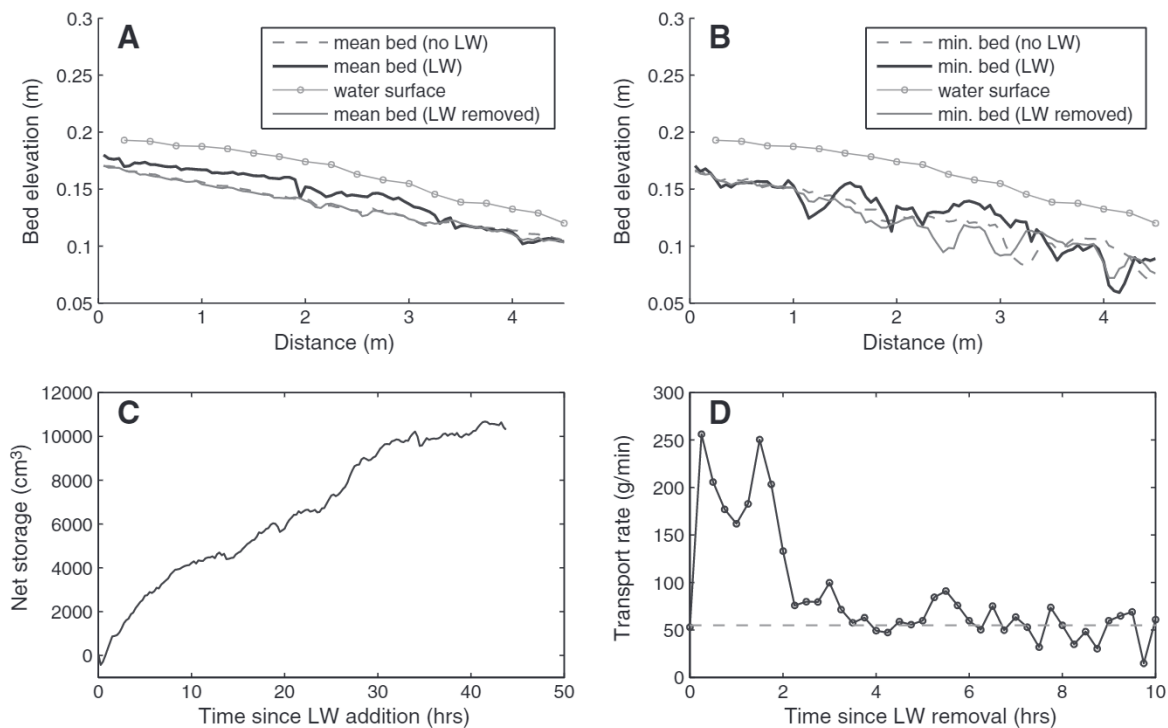 A
mean bed (no LW)
mean bed (LW)
water surface
mean bed (LW removed)
0.3
0.25
0.2
0.15
0.1
0.05
Bed elevation (m)
0 1 2 3 4
Distance (m)
B
min. bed (no LW)
min. bed (LW)
water surface
min. bed (LW removed)
0.3
0.25
0.2
0.15
0.1
0.05
Bed elevation (m)
0 1 2 3 4
Distance (m)
C
12000
10000
8000
6000
4000
2000
0
Net storage (cm³)
0 10 20 30 40 50
Time since LW addition (hrs)
D
300
250
200
150
100
50
0
Transport rate (g/min)
0 2 4 6 8 10
Time since LW removal (hrs)